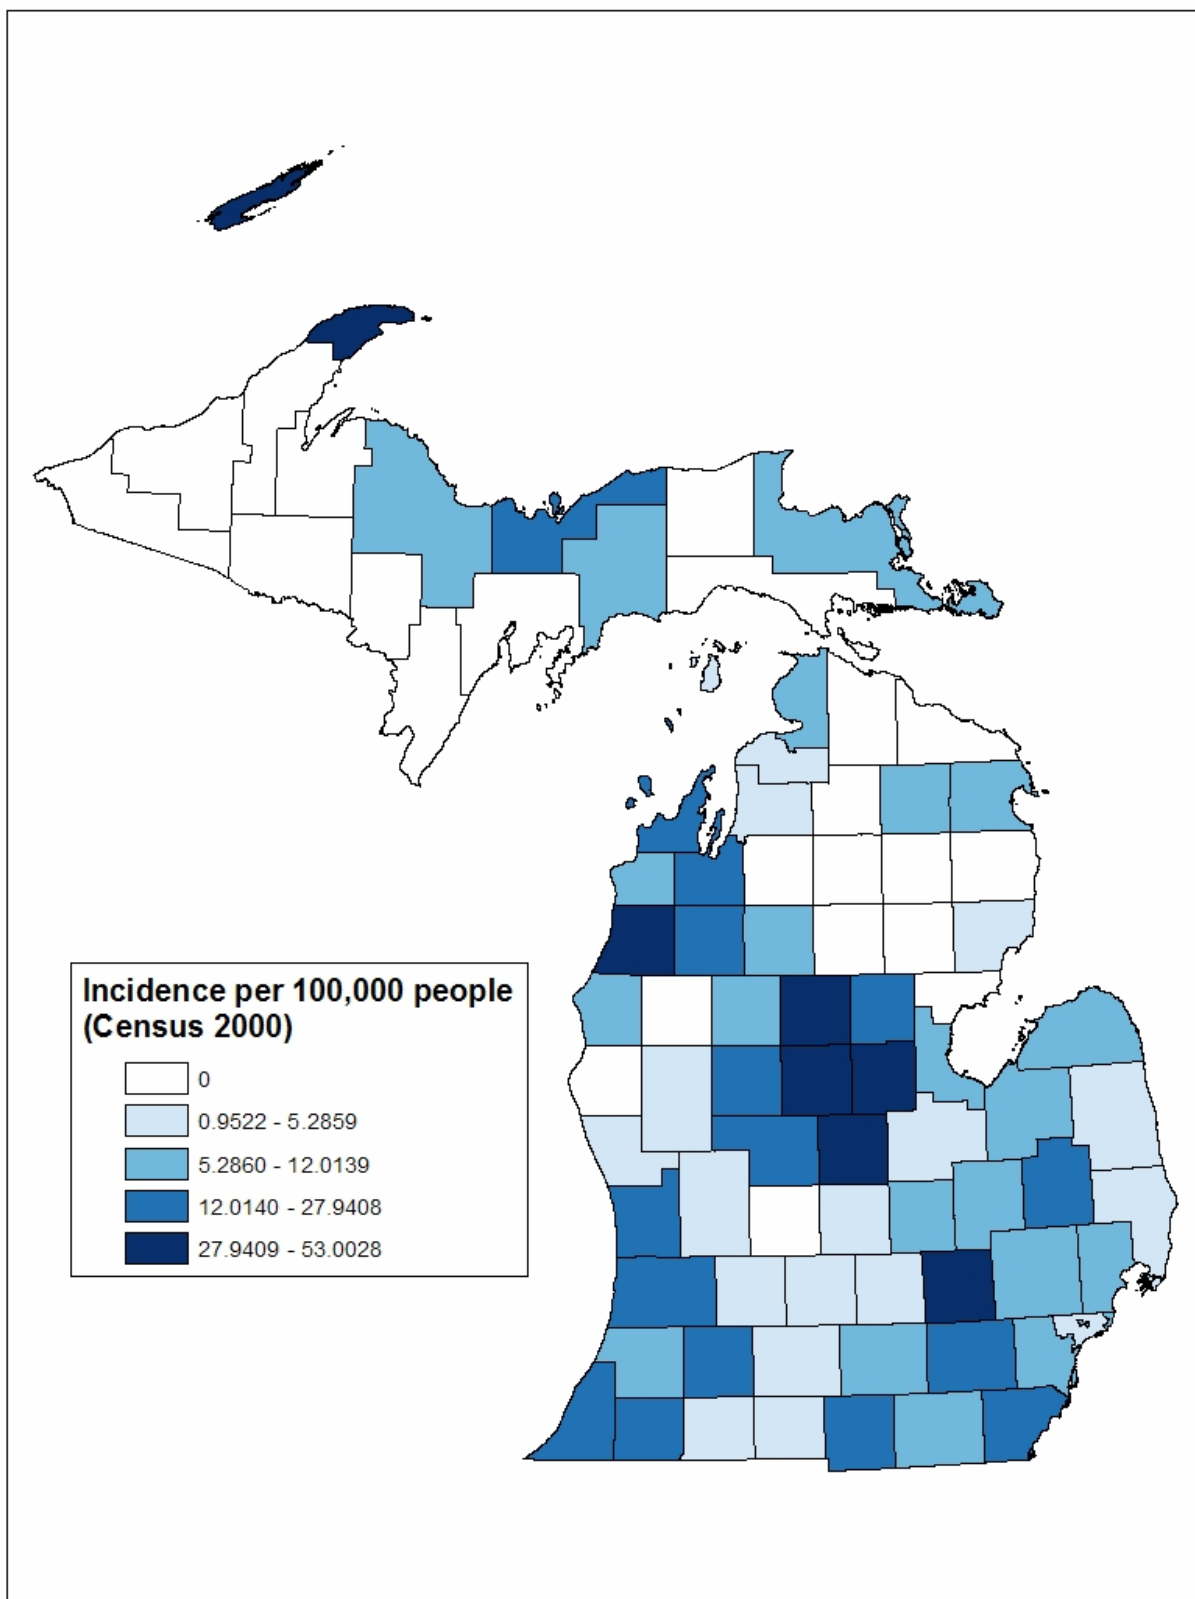 Incidence per 100,000 people
(Census 2000)
0
0.9522 - 5.2859
5.2860 - 12.0139
12.0140 - 27.9408
27.9409 - 53.0028